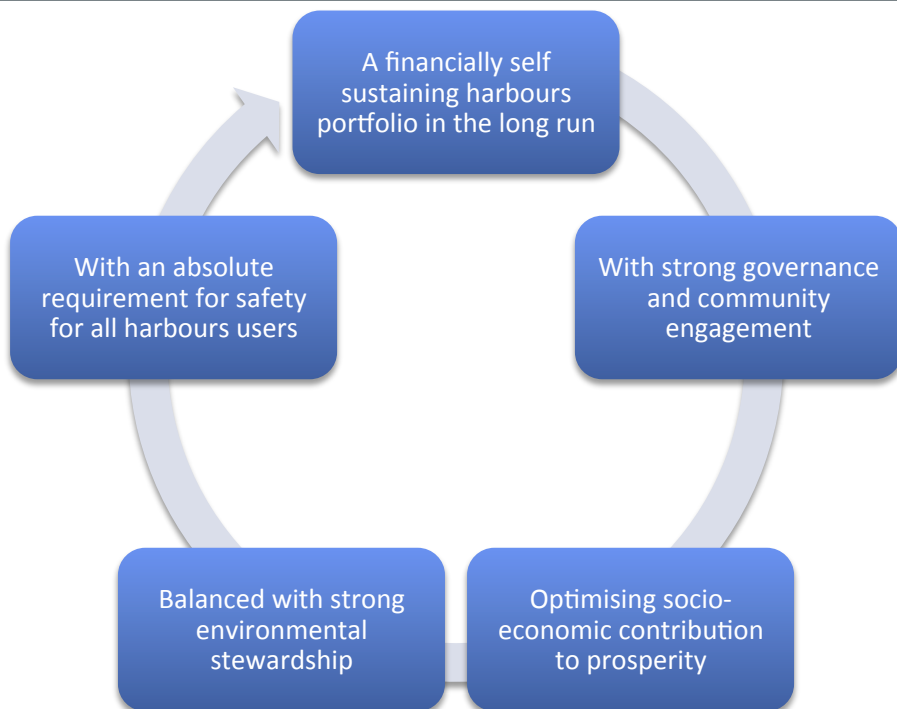 A financially self
sustaining harbours
portfolio in the long run
With strong governance
and community
engagement
Optimising socio-
economic contribution
to prosperity
Balanced with strong
environmental
stewardship
With an absolute
requirement for safety
for all harbours users